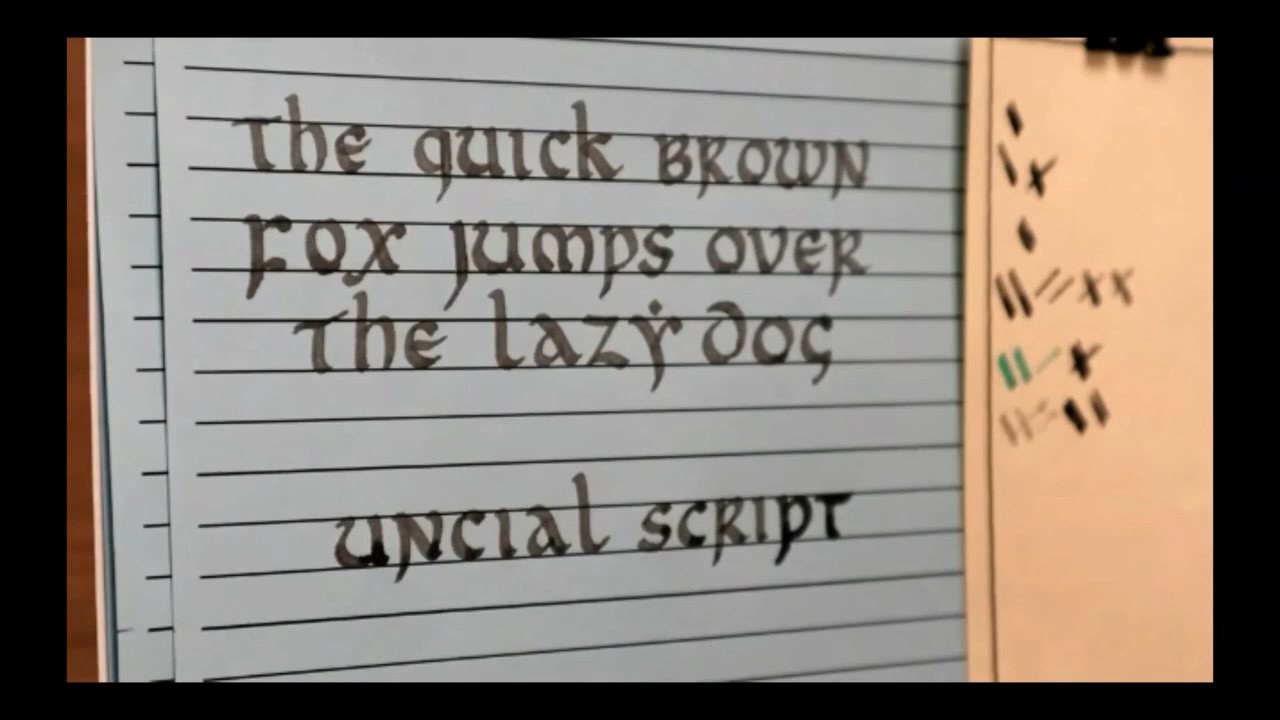 The quick brown
fox jumps over
the lazy dog
uncial script